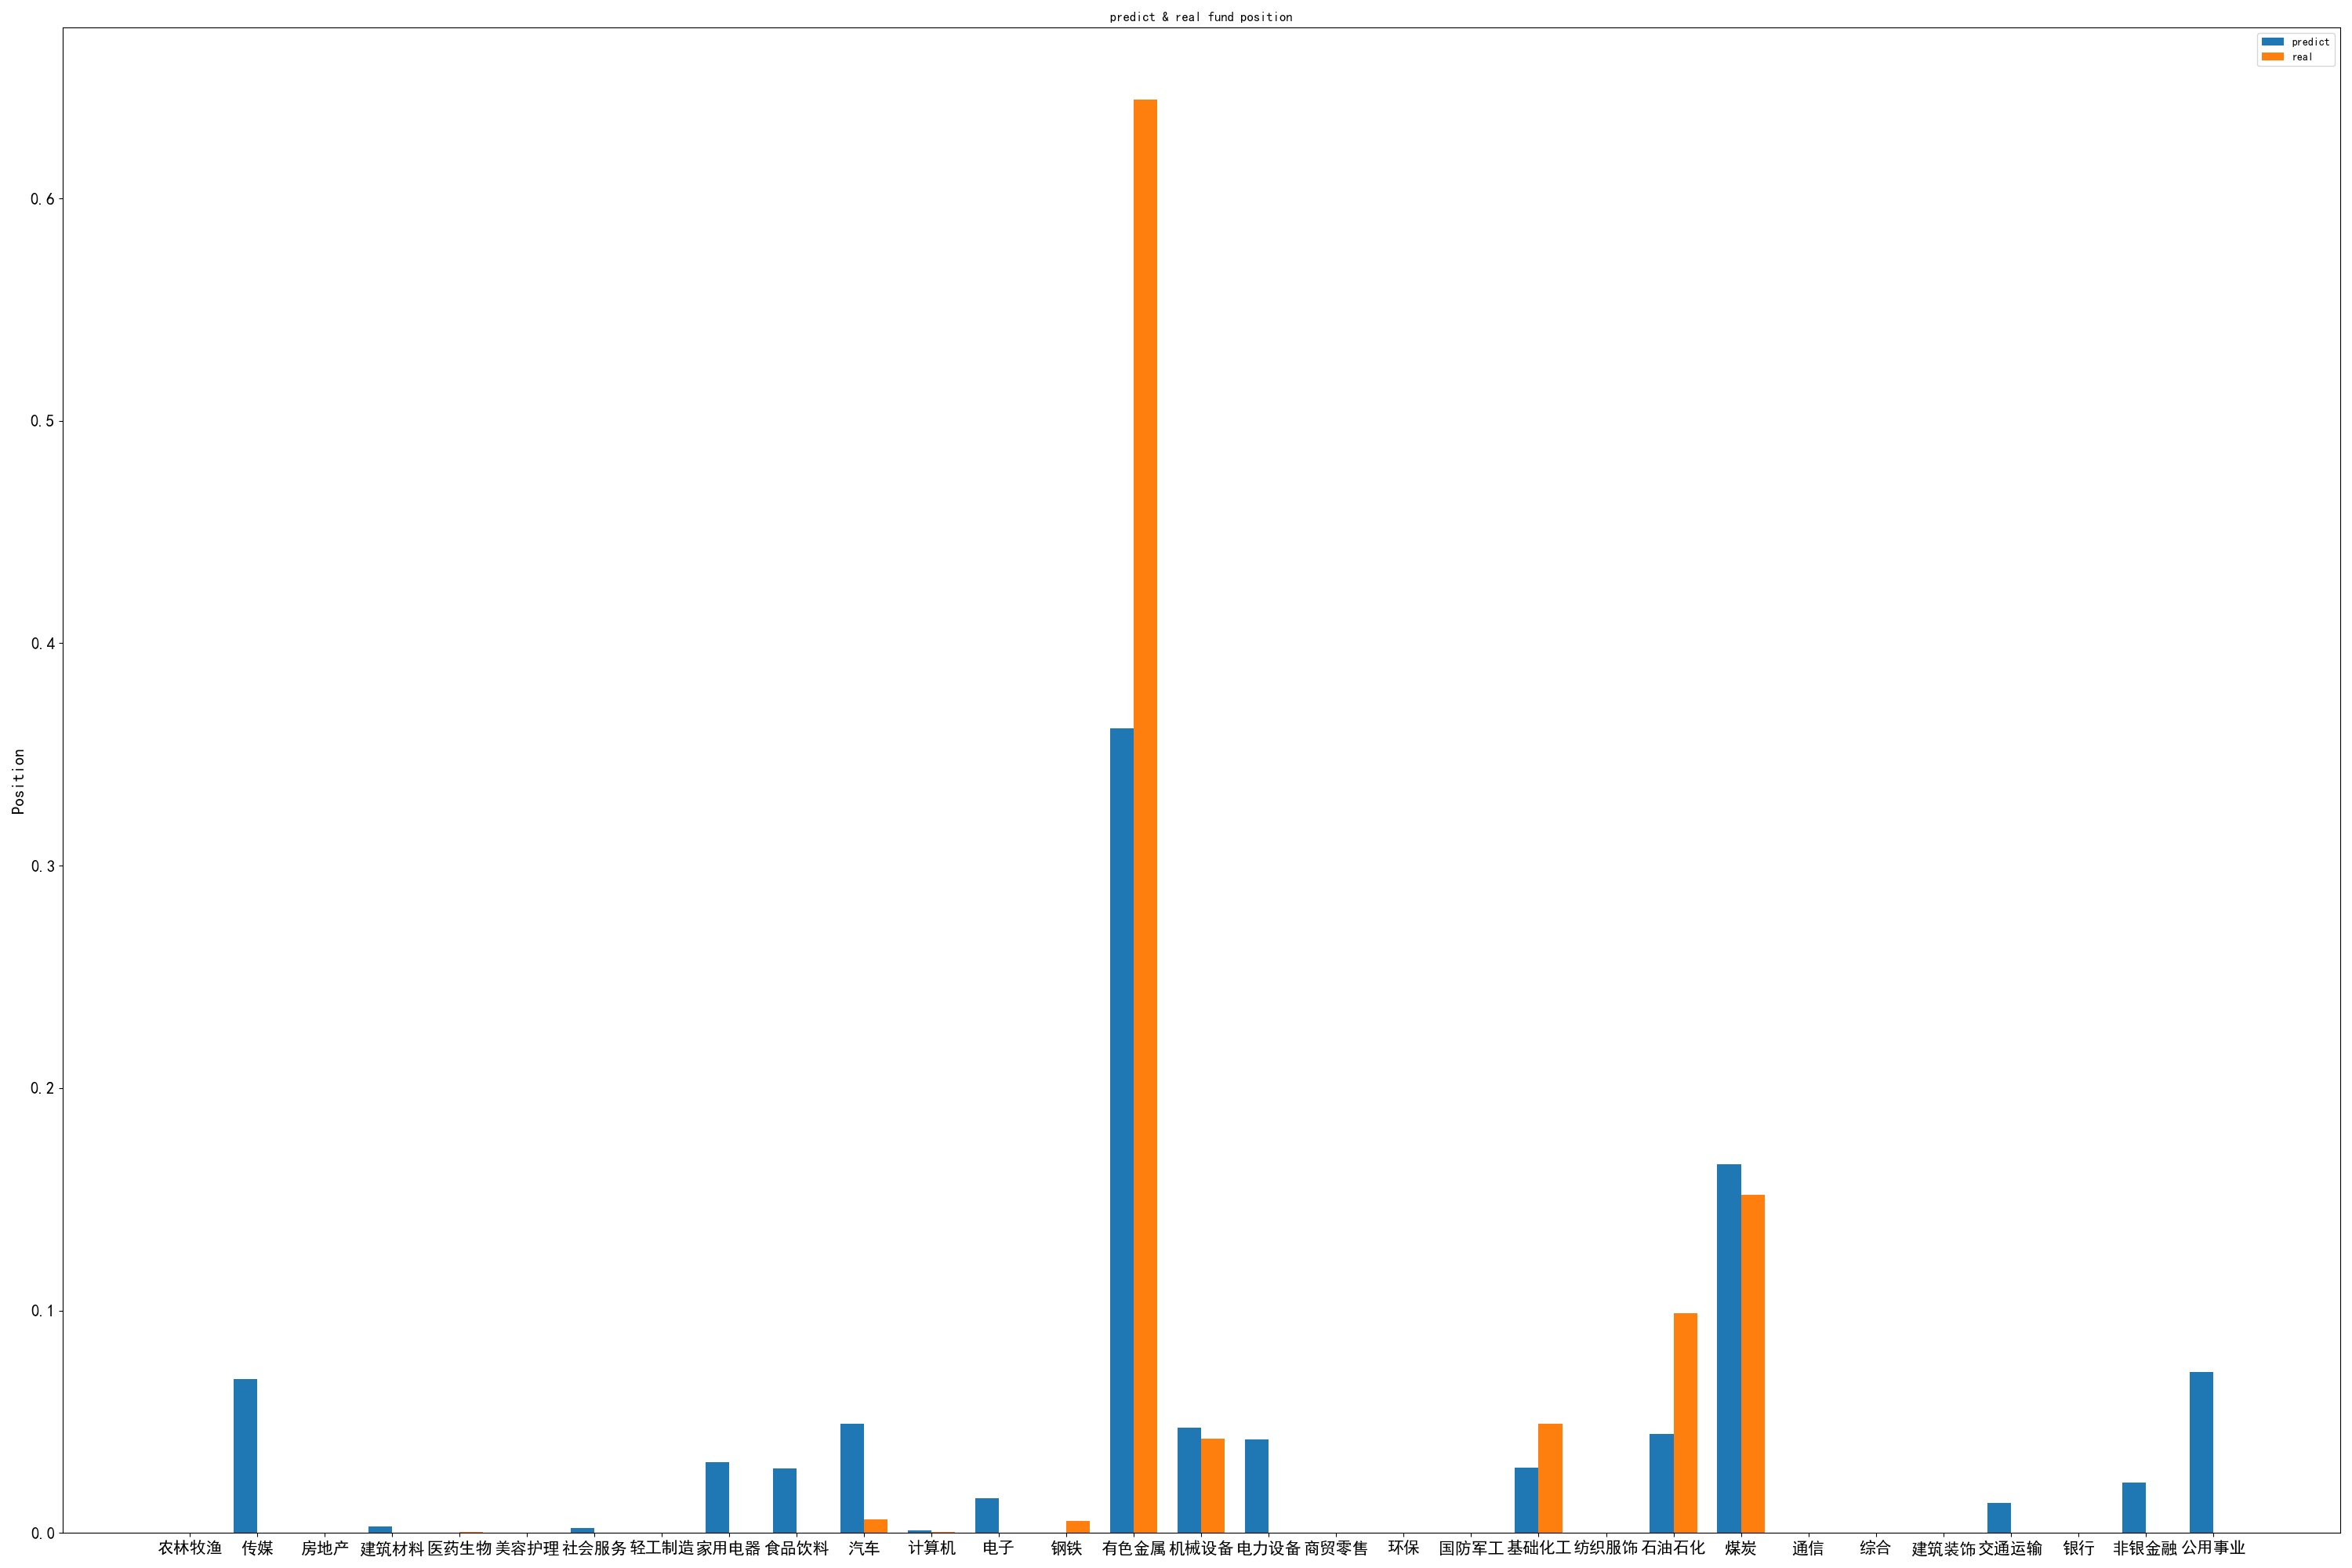 predict & real fund position
predict
real
Position
0.6
0.5
0.4
0.3
0.2
0.1
0.0
农林牧渔 传媒 房地产 建筑材料 医药生物 美容护理 社会服务 轻工制造 家用电器 食品饮料 汽车 计算机 电子 钢铁 有色金属 机械设备 电力设备 商贸零售 环保 国防军工 基础化工 纺织服饰 石油石化 煤炭 通信 综合 建筑装饰 交通运输 银行 非银金融 公用事业